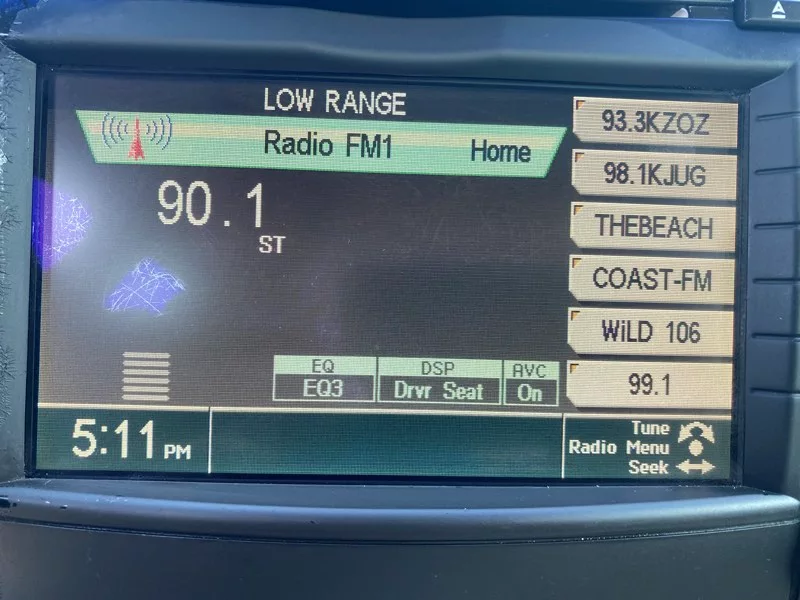 LOW RANGE
Radio FM1 Home
90.1
ST
93.3KZOZ
98.1KJUG
THEBEACH
COAST-FM
WiLD 106
99.1
EQ DSP AVC
EQ3 Drvr Seat On
5:11 PM
Tune
Radio Menu
Seek